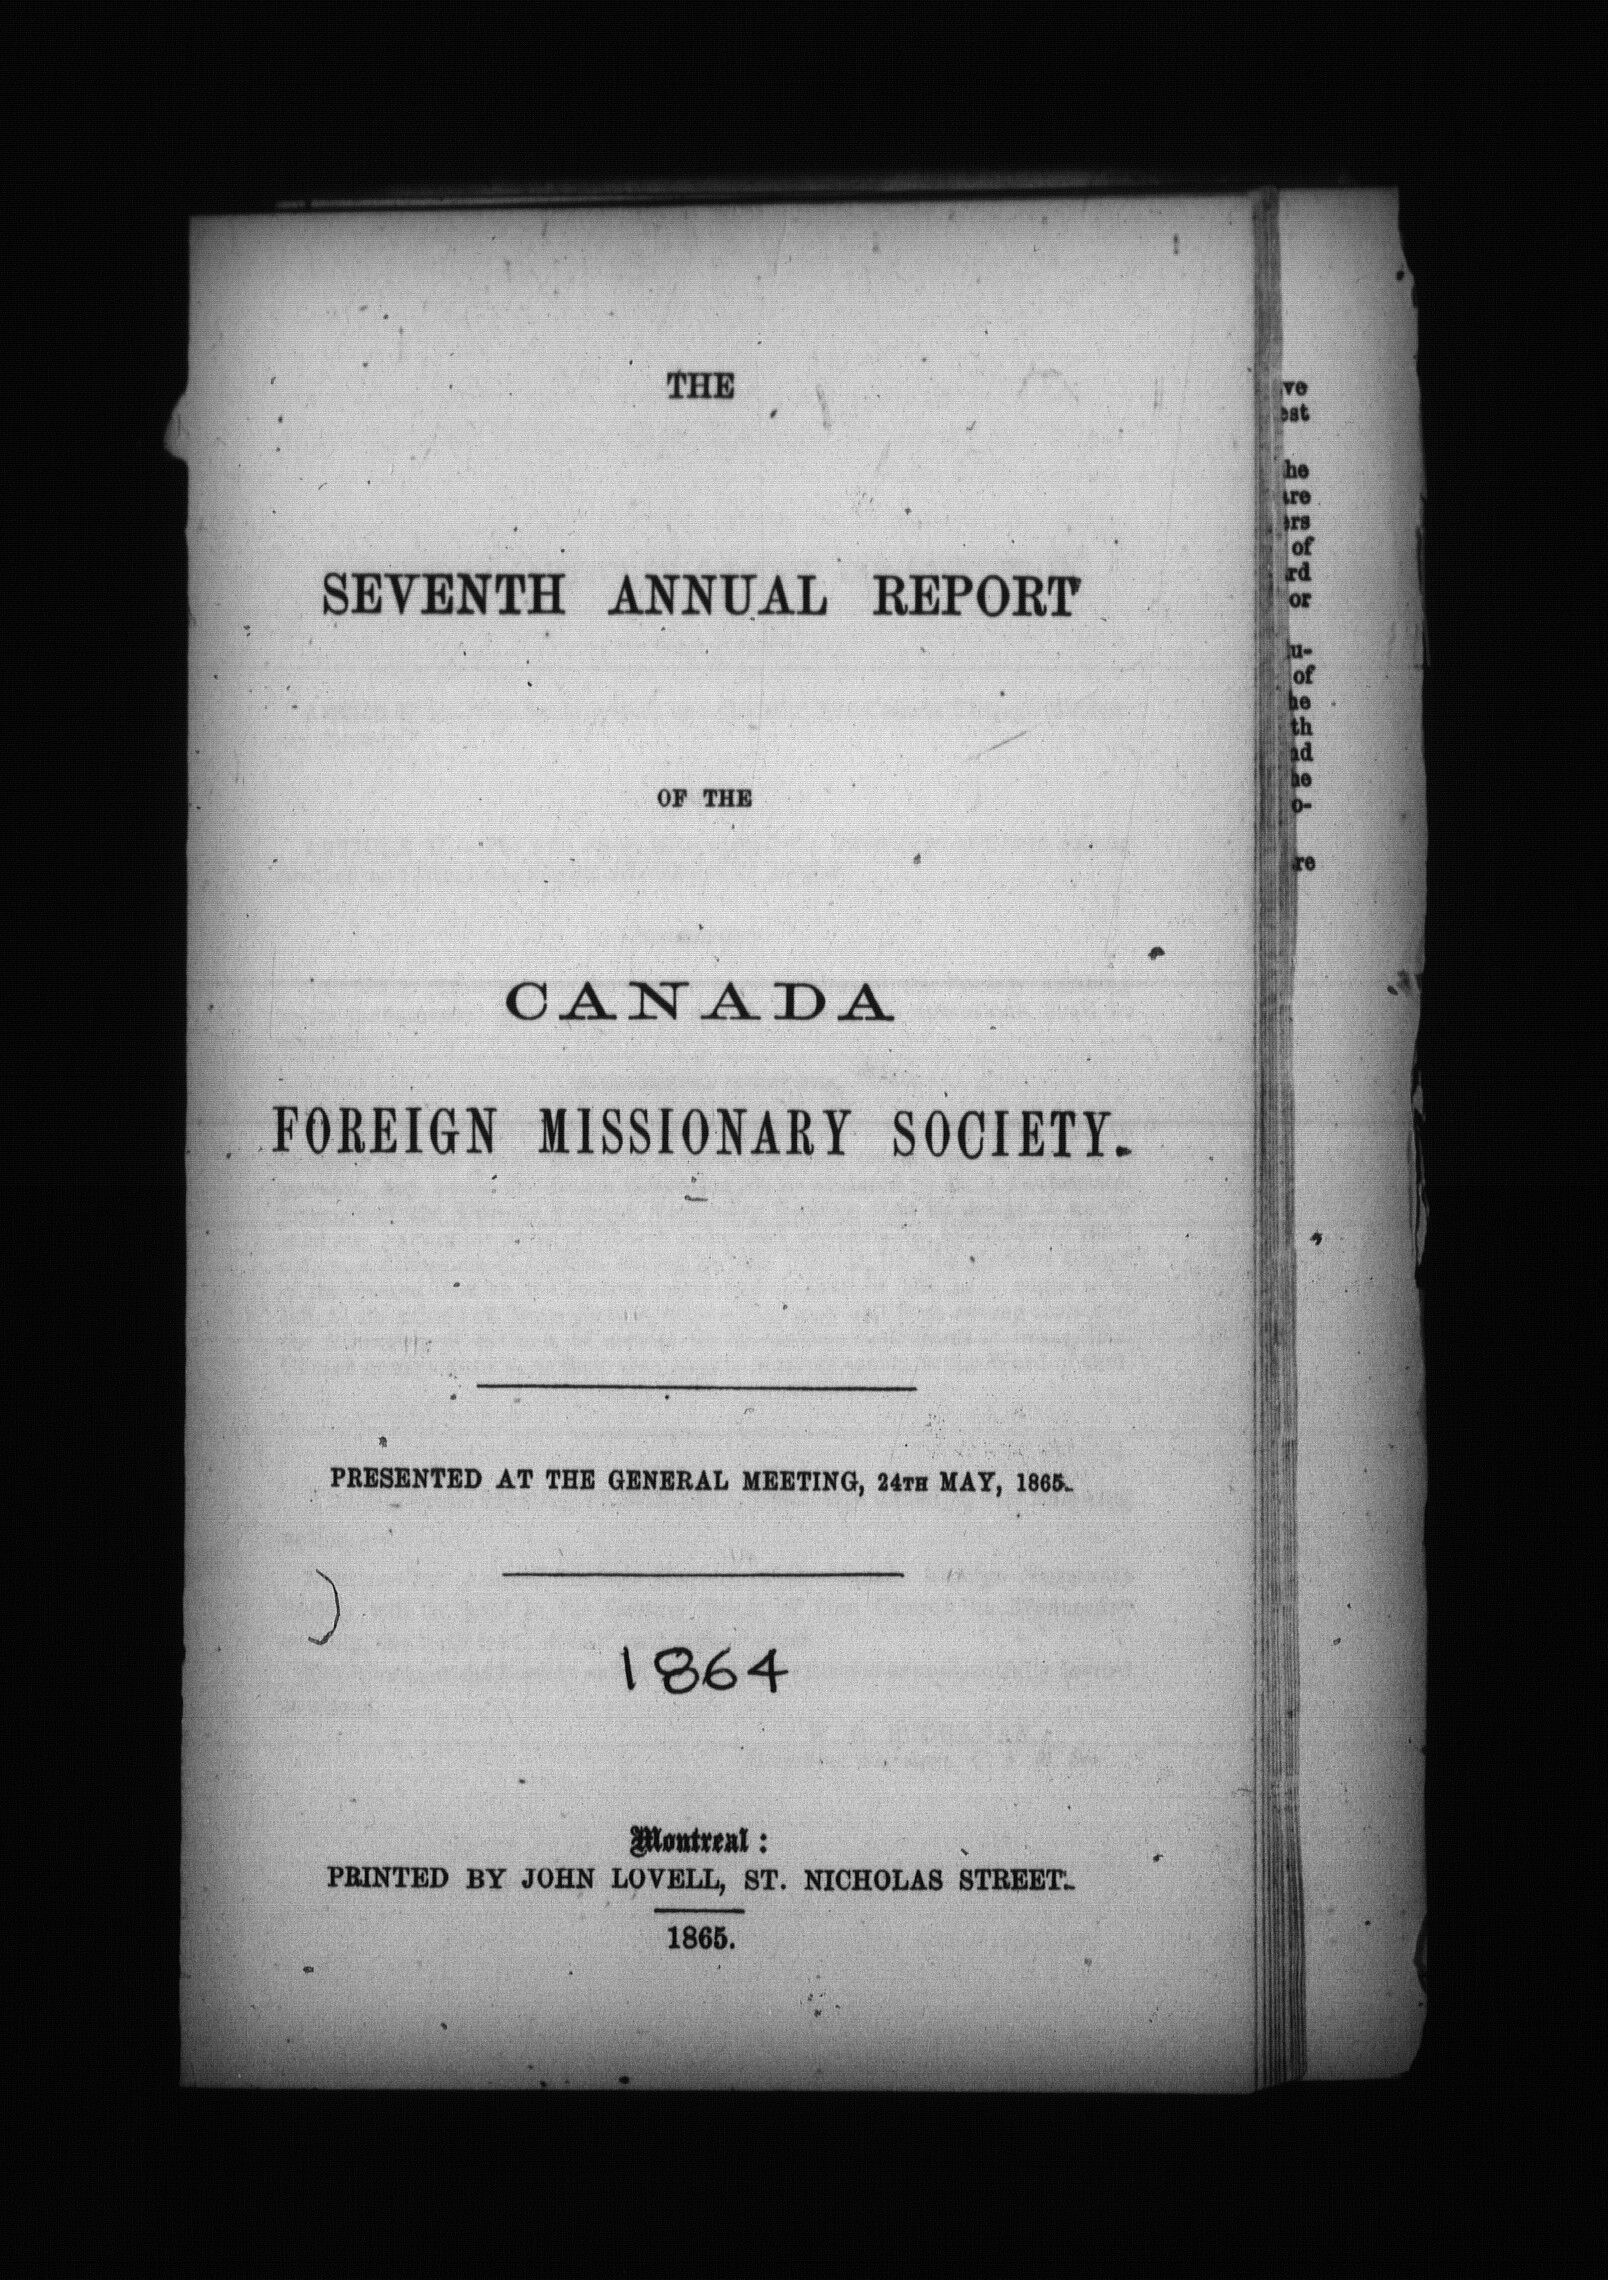 THE
SEVENTH ANNUAL REPORT
OF THE
CANADA
FOREIGN MISSIONARY SOCIETY.
PRESENTED AT THE GENERAL MEETING, 24TH MAY, 1865.
1864
Montreal :
PRINTED BY JOHN LOVELL, ST. NICHOLAS STREET.
1865.